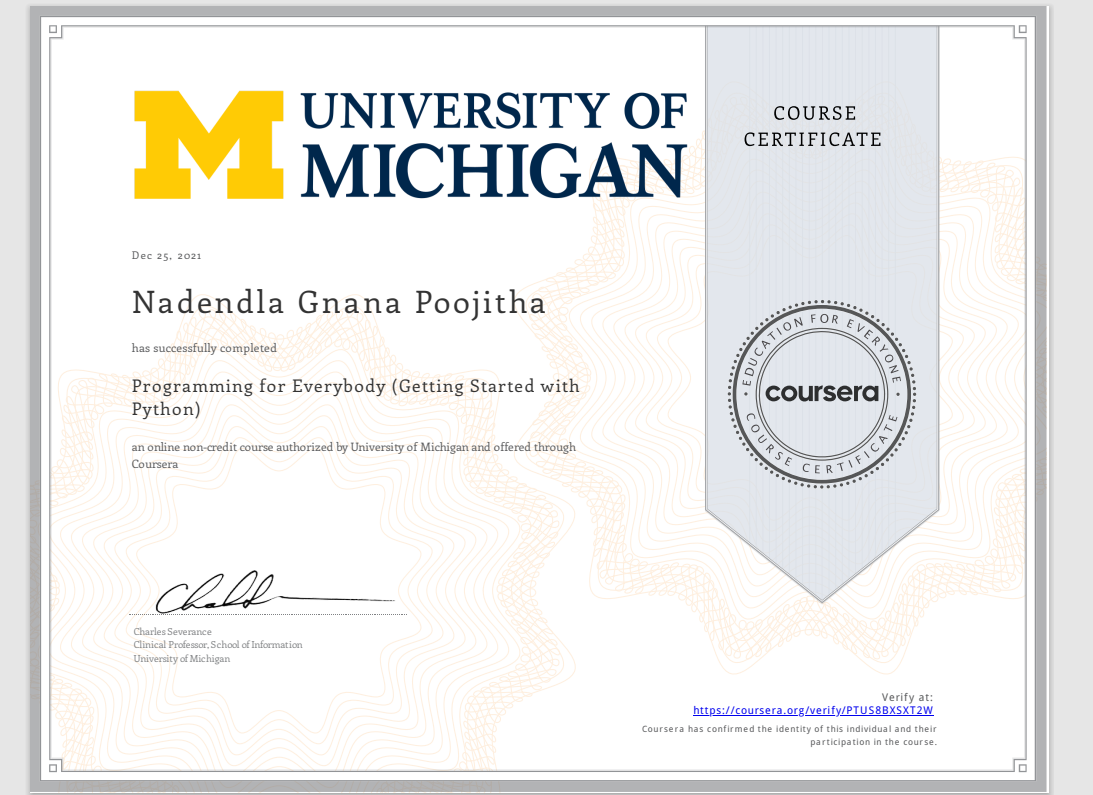 UNIVERSITY OF
MICHIGAN
COURSE
CERTIFICATE
Dec 25, 2021
Nadendla Gnana Poojitha
has successfully completed
Programming for Everybody (Getting Started with
Python)
an online non-credit course authorized by University of Michigan and offered through
Coursera
EDUCATION FOR EVERYONE
coursera
COURSE CERTIFICATE
Charles Severance
Clinical Professor, School of Information
University of Michigan
Verify at:
https://coursera.org/verify/PTUS8BXSXT2W
Coursera has confirmed the identity of this individual and their
participation in the course.